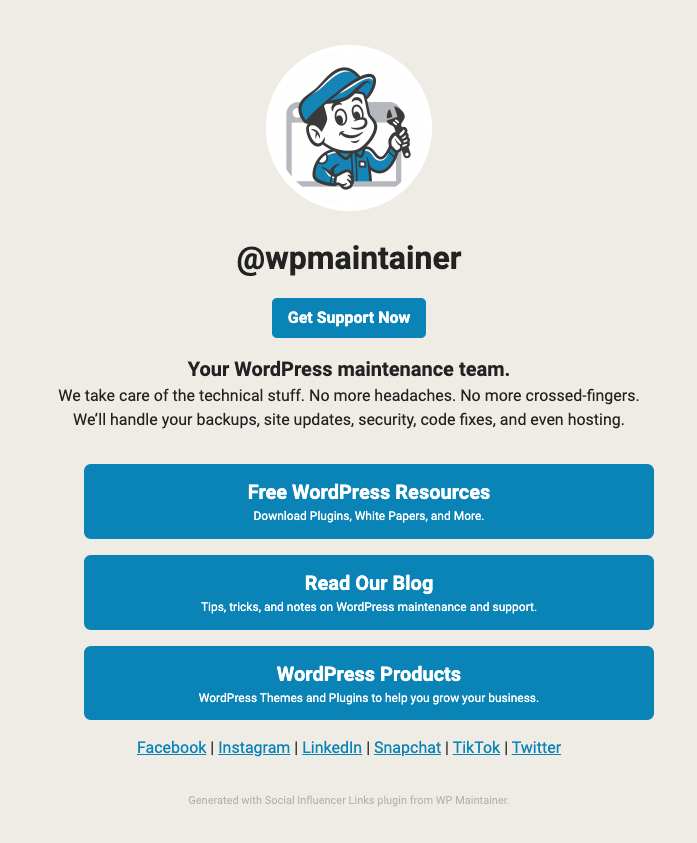 @wpmaintainer
Get Support Now
Your WordPress maintenance team.
We take care of the technical stuff. No more headaches. No more crossed-fingers.
We’ll handle your backups, site updates, security, code fixes, and even hosting.
Free WordPress Resources
Download Plugins, White Papers, and More.
Read Our Blog
Tips, tricks, and notes on WordPress maintenance and support.
WordPress Products
WordPress Themes and Plugins to help you grow your business.
Facebook | Instagram | LinkedIn | Snapchat | TikTok | Twitter
Generated with Social Influencer Links plugin from WP Maintainer.